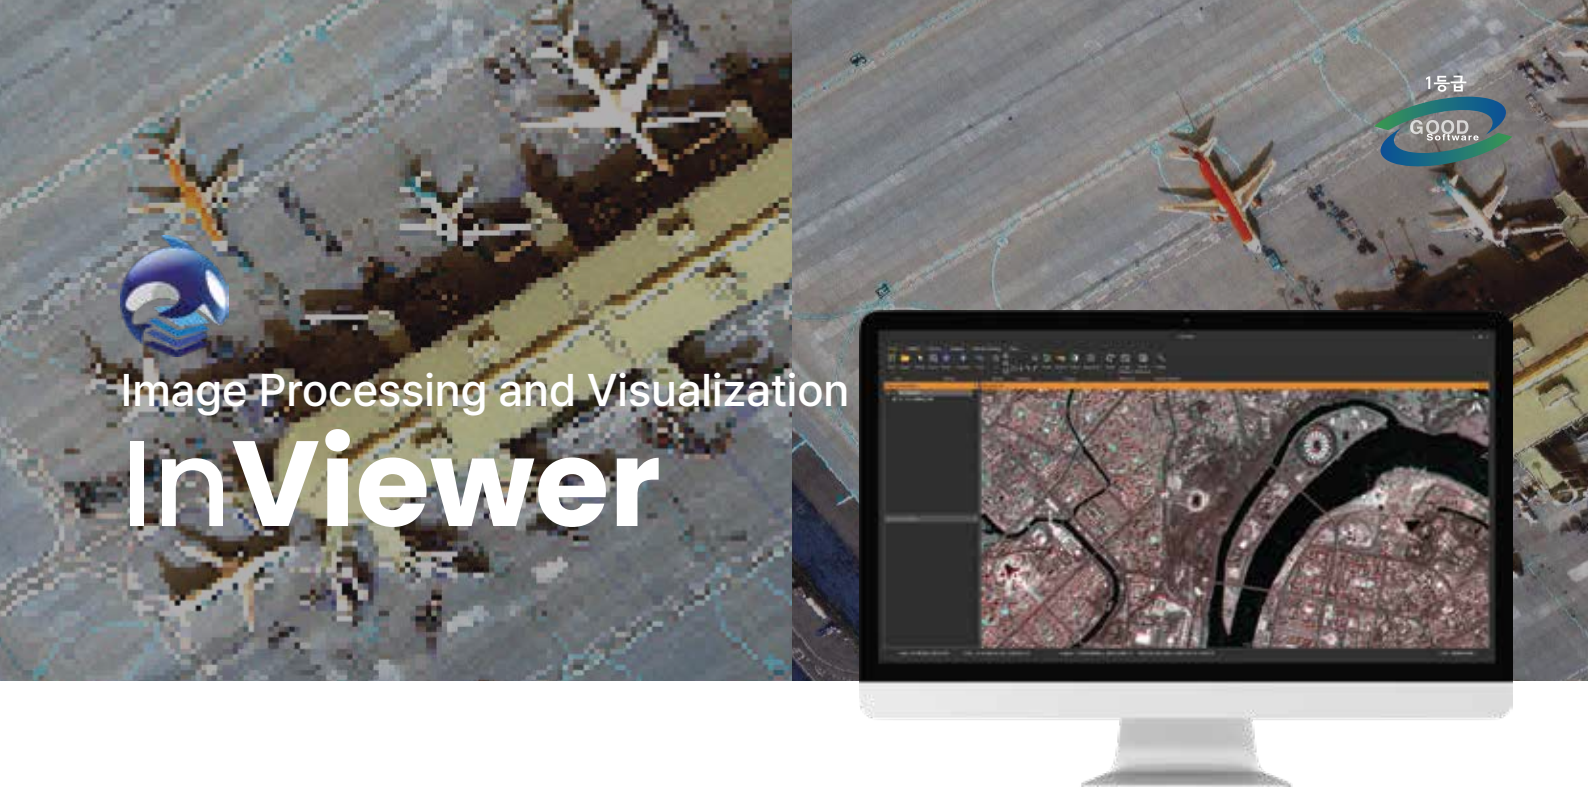 1등급
GOOD
Software
Image Processing and Visualization
InViewer